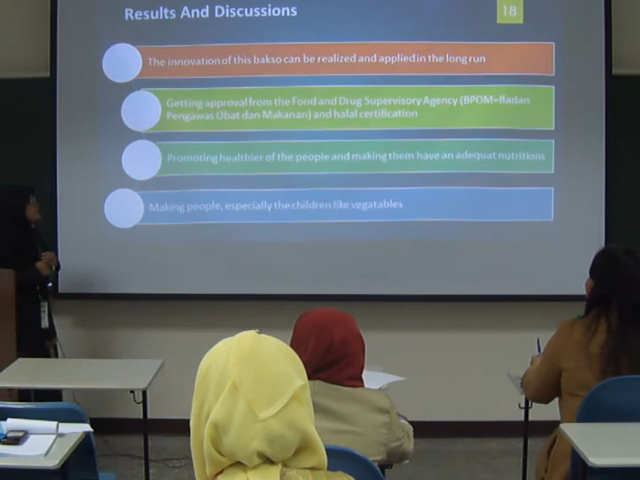 Results And Discussions
18
The innovation of this bakso can be realized and applied in the long run
Getting approval from the Food and Drug Supervisory Agency (BPOM=Badan
Pengawas Obat dan Makanan) and halal certification
Promoting healthier of the people and making them have an adequat nutritions
Making people, especially the children like vegatables